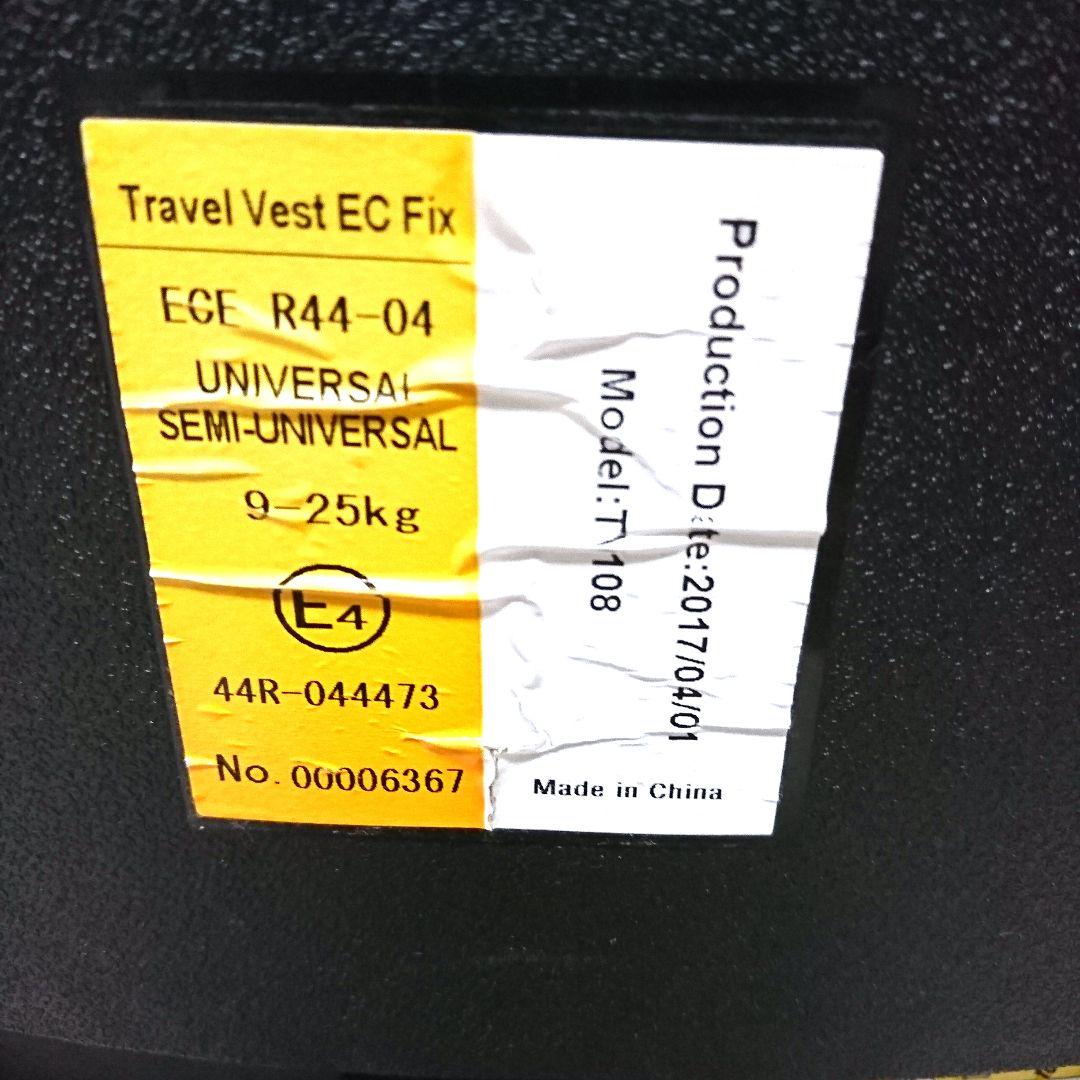 Travel Vest EC Fix
ECE R44-04
UNIVERSAL
SEMI-UNIVERSAL
9-25kg
E4
44R-044473
No. 00006367
Production Date:2017/04/01
Model:TV108
Made in China